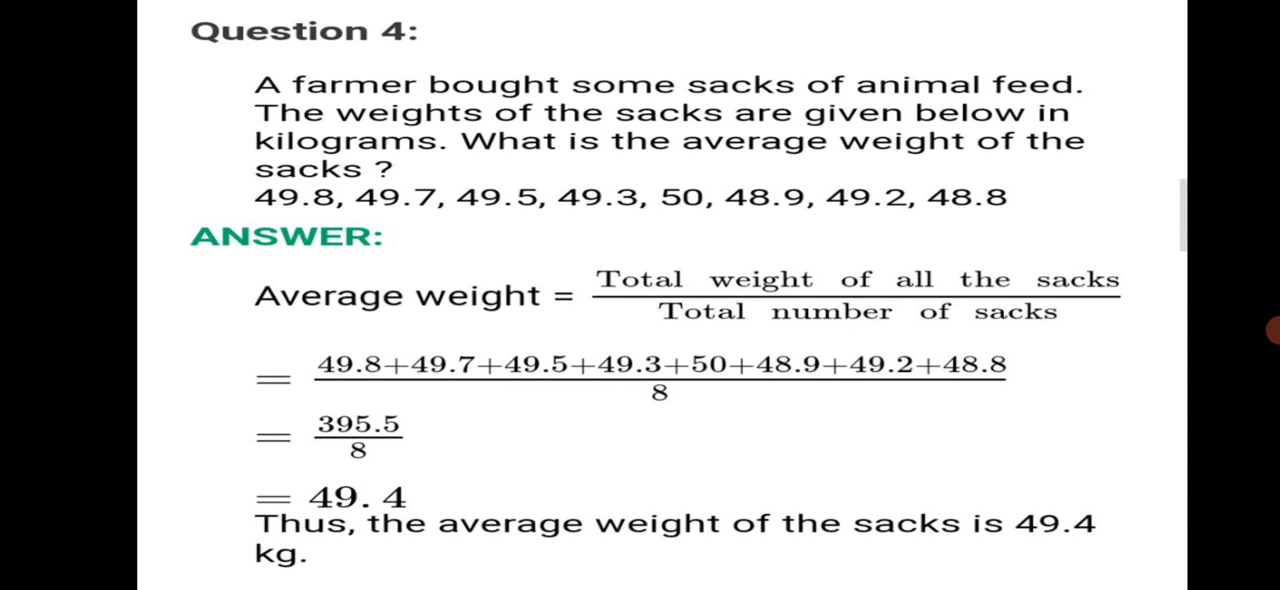 Question 4:
A farmer bought some sacks of animal feed.
The weights of the sacks are given below in
kilograms. What is the average weight of the
sacks ?
49.8, 49.7, 49.5, 49.3, 50, 48.9, 49.2, 48.8
ANSWER:
Average weight = Total weight of all the sacks / Total number of sacks
= 49.8+49.7+49.5+49.3+50+48.9+49.2+48.8 / 8
= 395.5 / 8
= 49. 4
Thus, the average weight of the sacks is 49.4
kg.